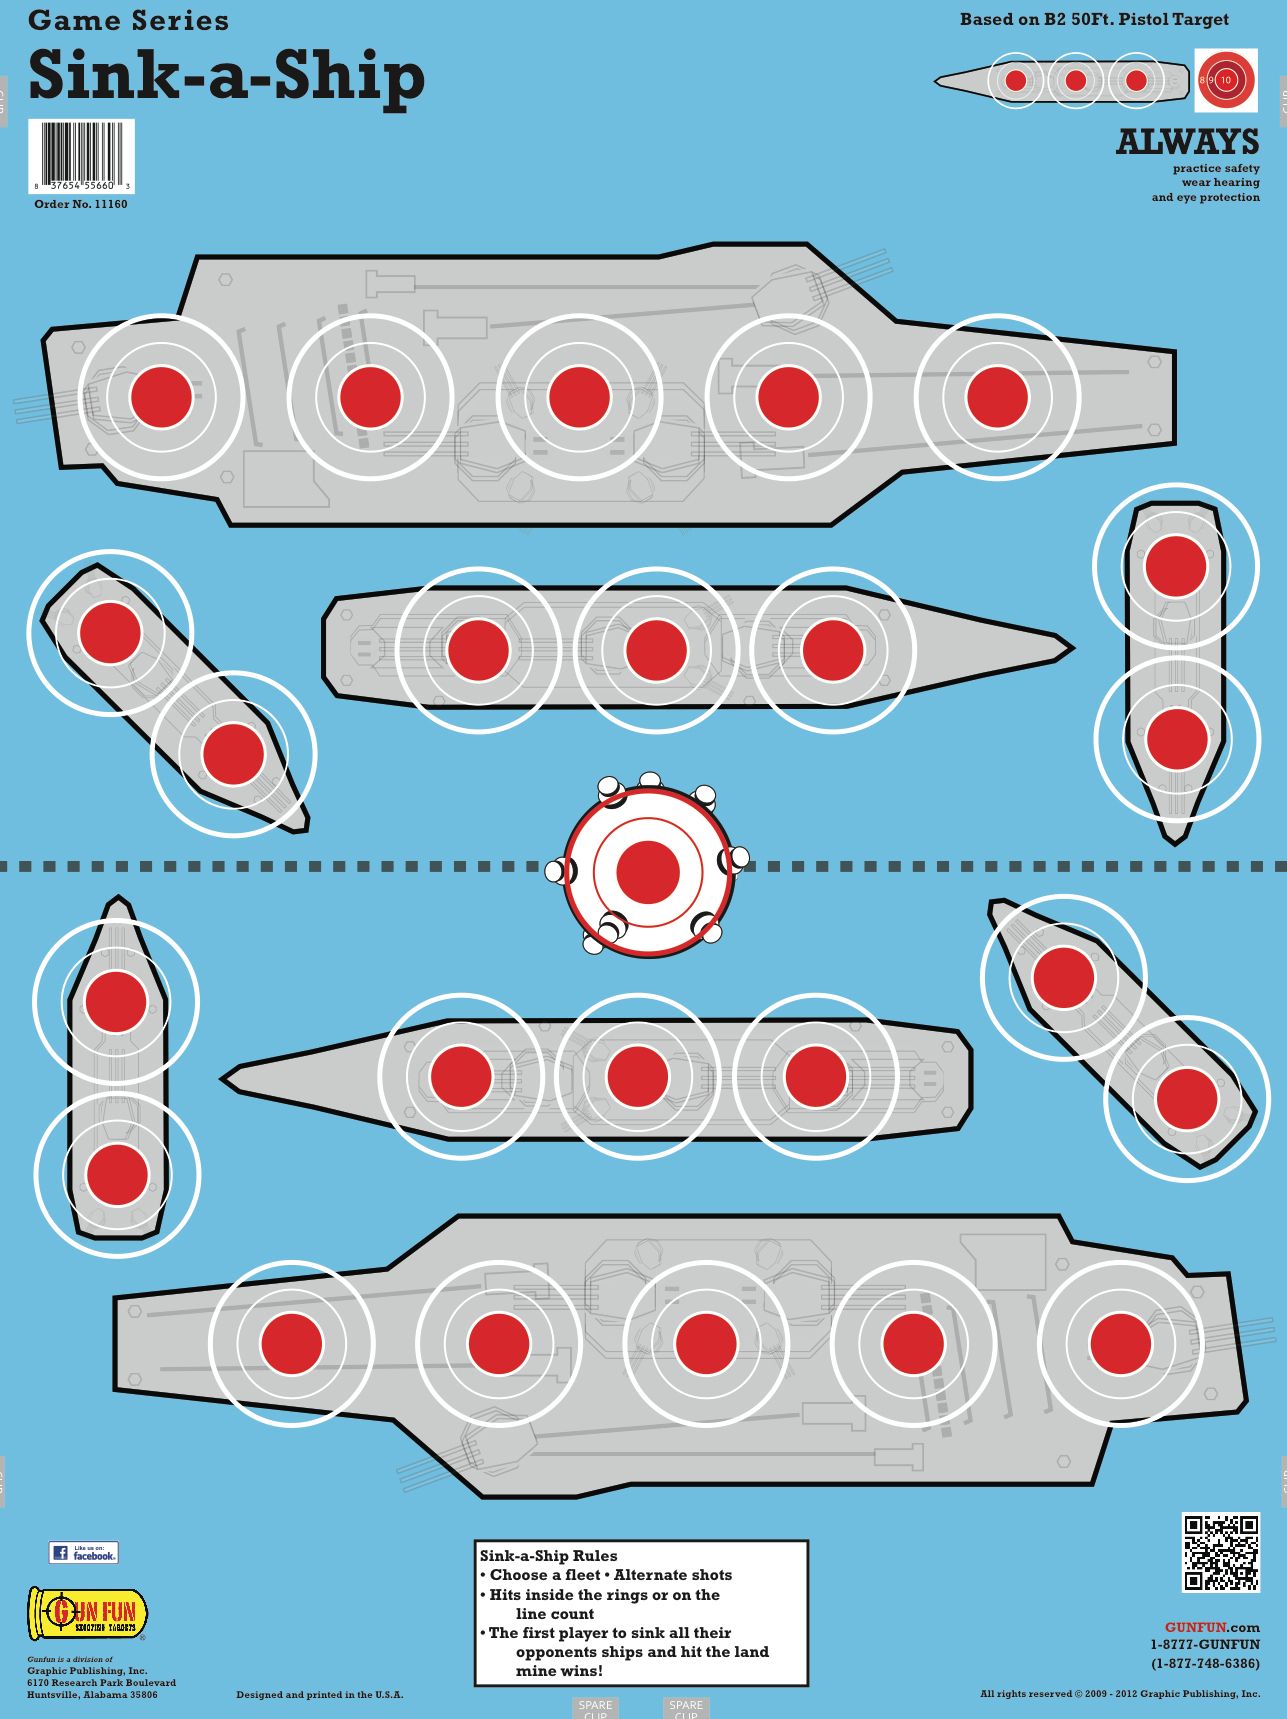 Game Series
Sink-a-Ship
Based on B2 50Ft. Pistol Target
8 9 10
CLIP
CLIP
8 37654 55660 3
Order No. 11160
ALWAYS
practice safety
wear hearing
and eye protection
CLIP
CLIP
Like us on:
facebook.
GUN FUN
SHOOTING TARGETS
®
Gunfun is a division of
Graphic Publishing, Inc.
6170 Research Park Boulevard
Huntsville, Alabama 35806
Designed and printed in the U.S.A.
Sink-a-Ship Rules
• Choose a fleet • Alternate shots
• Hits inside the rings or on the
line count
• The first player to sink all their
opponents ships and hit the land
mine wins!
SPARE
CLIP
SPARE
CLIP
GUNFUN.com
1-8777-GUNFUN
(1-877-748-6386)
All rights reserved © 2009 - 2012 Graphic Publishing, Inc.